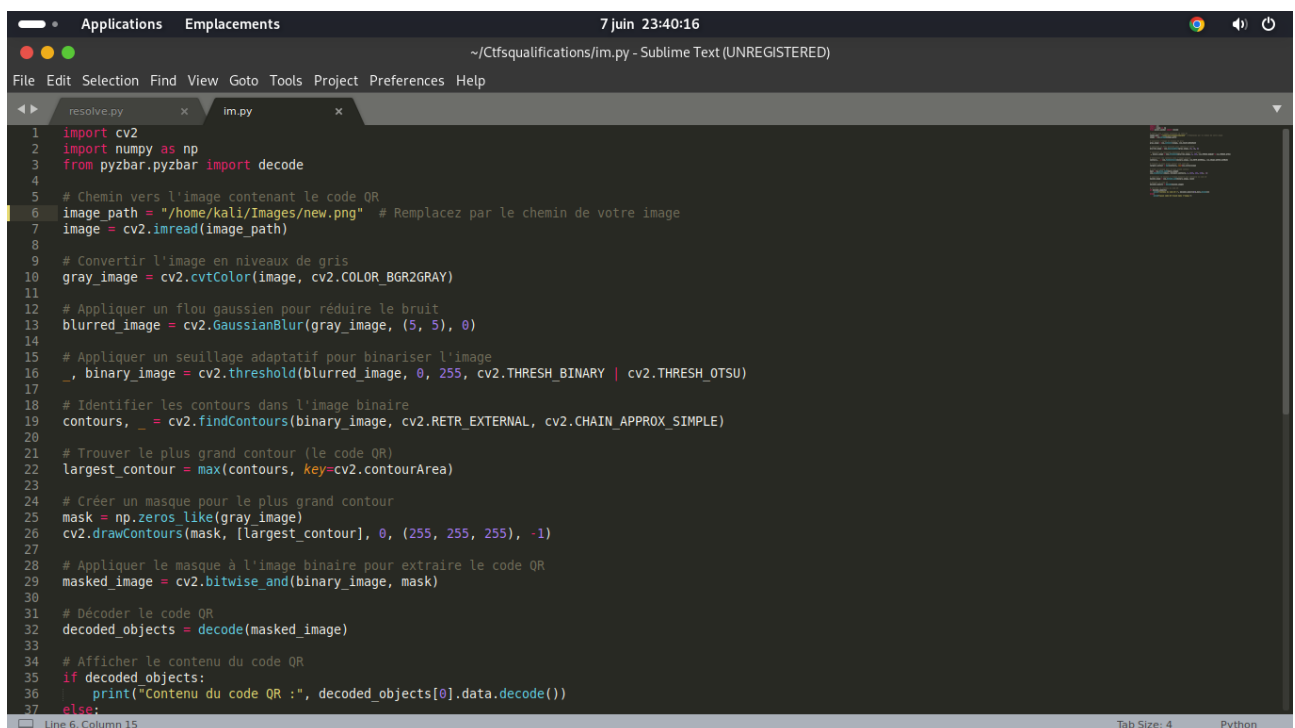 Applications Emplacements 7 juin 23:40:16
~/Ctfsqualifications/im.py - Sublime Text (UNREGISTERED)
File Edit Selection Find View Goto Tools Project Preferences Help
resolve.py × im.py ×
1 import cv2
2 import numpy as np
3 from pyzbar.pyzbar import decode
4
5 # Chemin vers l'image contenant le code QR
6 image_path = "/home/kali/Images/new.png"  # Remplacez par le chemin de votre image
7 image = cv2.imread(image_path)
8
9 # Convertir l'image en niveaux de gris
10 gray_image = cv2.cvtColor(image, cv2.COLOR_BGR2GRAY)
11
12 # Appliquer un flou gaussien pour réduire le bruit
13 blurred_image = cv2.GaussianBlur(gray_image, (5, 5), 0)
14
15 # Appliquer un seuillage adaptatif pour binariser l'image
16 _, binary_image = cv2.threshold(blurred_image, 0, 255, cv2.THRESH_BINARY | cv2.THRESH_OTSU)
17
18 # Identifier les contours dans l'image binaire
19 contours, _ = cv2.findContours(binary_image, cv2.RETR_EXTERNAL, cv2.CHAIN_APPROX_SIMPLE)
20
21 # Trouver le plus grand contour (le code QR)
22 largest_contour = max(contours, key=cv2.contourArea)
23
24 # Créer un masque pour le plus grand contour
25 mask = np.zeros_like(gray_image)
26 cv2.drawContours(mask, [largest_contour], 0, (255, 255, 255), -1)
27
28 # Appliquer le masque à l'image binaire pour extraire le code QR
29 masked_image = cv2.bitwise_and(binary_image, mask)
30
31 # Décoder le code QR
32 decoded_objects = decode(masked_image)
33
34 # Afficher le contenu du code QR
35 if decoded_objects:
36     print("Contenu du code QR :", decoded_objects[0].data.decode())
37 else:
Line 6, Column 15 Tab Size: 4 Python